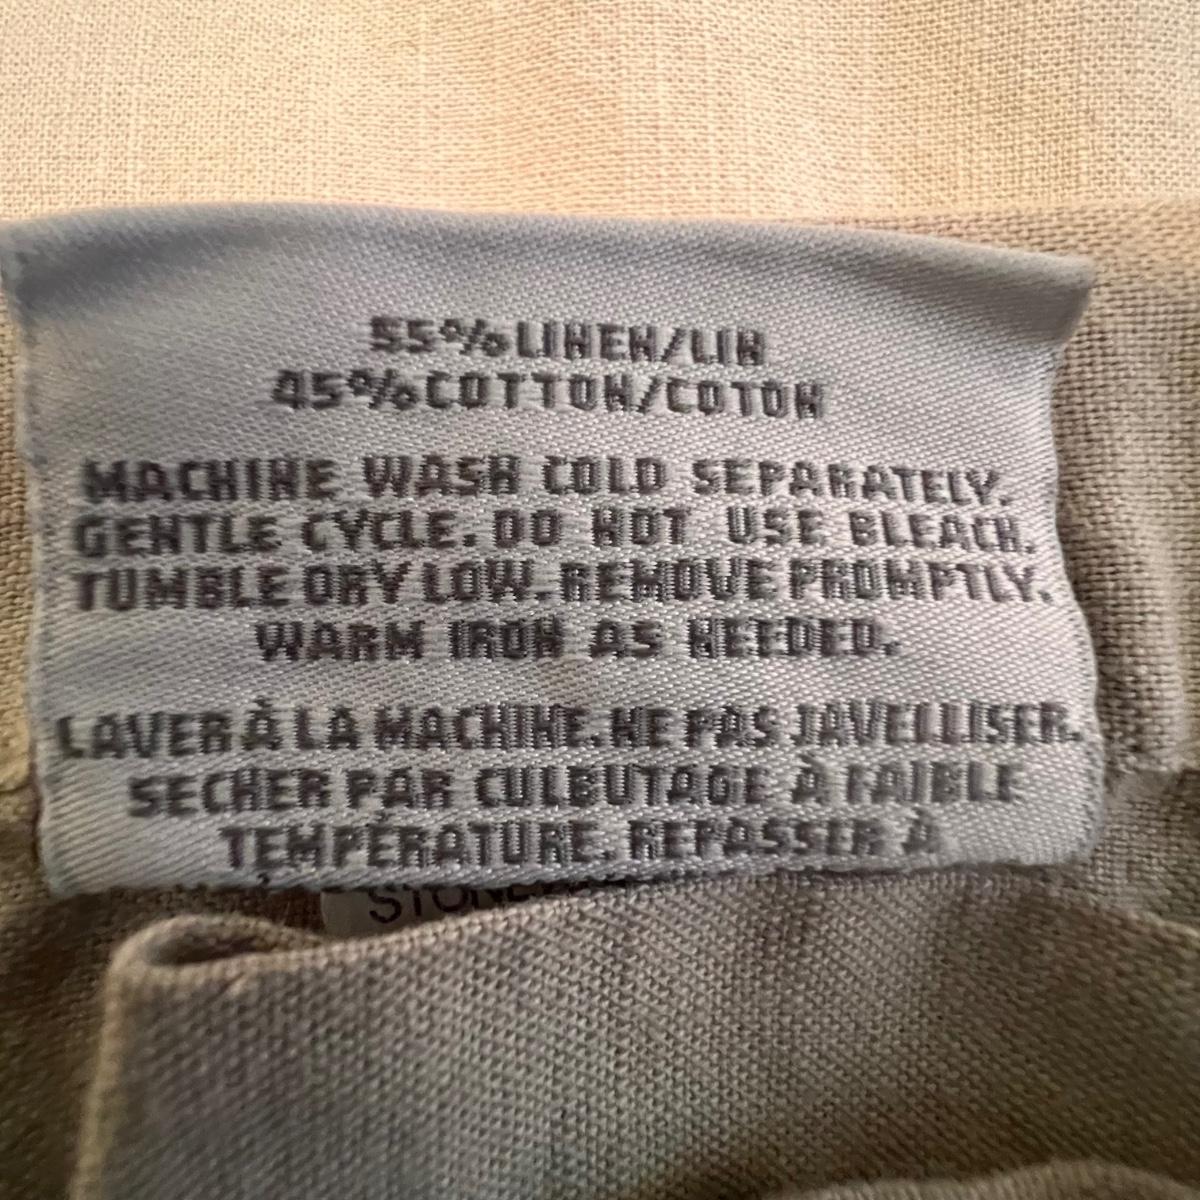 55% LINEN/LIN
45% COTTON/COTON
MACHINE WASH COLD SEPARATELY.
GENTLE CYCLE. DO NOT USE BLEACH.
TUMBLE DRY LOW. REMOVE PROMPTLY.
WARM IRON AS NEEDED.
LAVER À LA MACHINE. NE PAS JAVELLISER.
SECHER PAR CULBUTAGE À FAIBLE
TEMPÉRATURE. REPASSER À